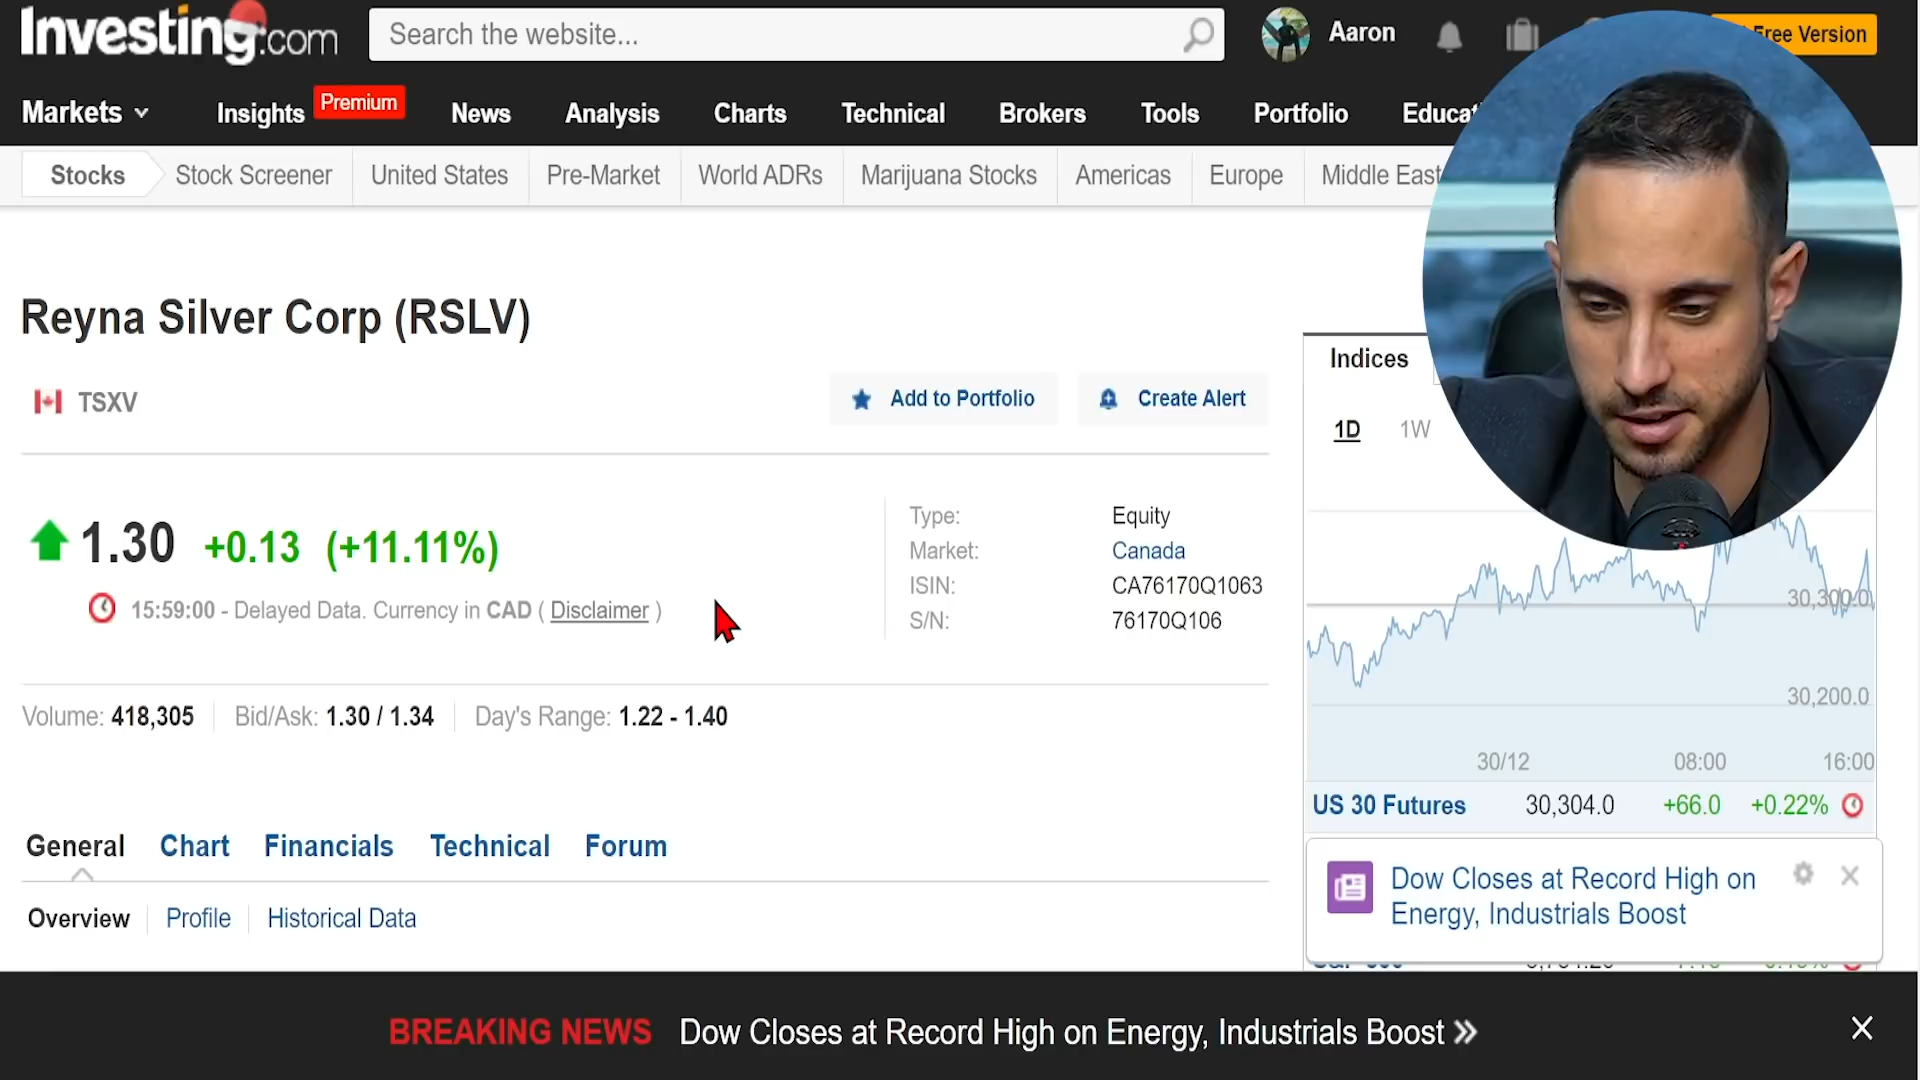 Investing.com
Search the website...
Aaron
Free Version
Markets
Insights
Premium
News
Analysis
Charts
Technical
Brokers
Tools
Portfolio
Stocks
Stock Screener
United States
Pre-Market
World ADRs
Marijuana Stocks
Americas
Europe
Middle East
Reyna Silver Corp (RSLV)
TSXV
Add to Portfolio
Create Alert
Indices
1D
1W
1.30 +0.13 (+11.11%)
15:59:00 - Delayed Data. Currency in CAD ( Disclaimer )
Type: Equity
Market: Canada
ISIN: CA76170Q1063
S/N: 76170Q106
30,300.0
30,200.0
30/12 08:00 16:00
Volume: 418,305
Bid/Ask: 1.30 / 1.34
Day's Range: 1.22 - 1.40
US 30 Futures 30,304.0 +66.0 +0.22%
General
Chart
Financials
Technical
Forum
Overview
Profile
Historical Data
Dow Closes at Record High on
Energy, Industrials Boost
BREAKING NEWS Dow Closes at Record High on Energy, Industrials Boost